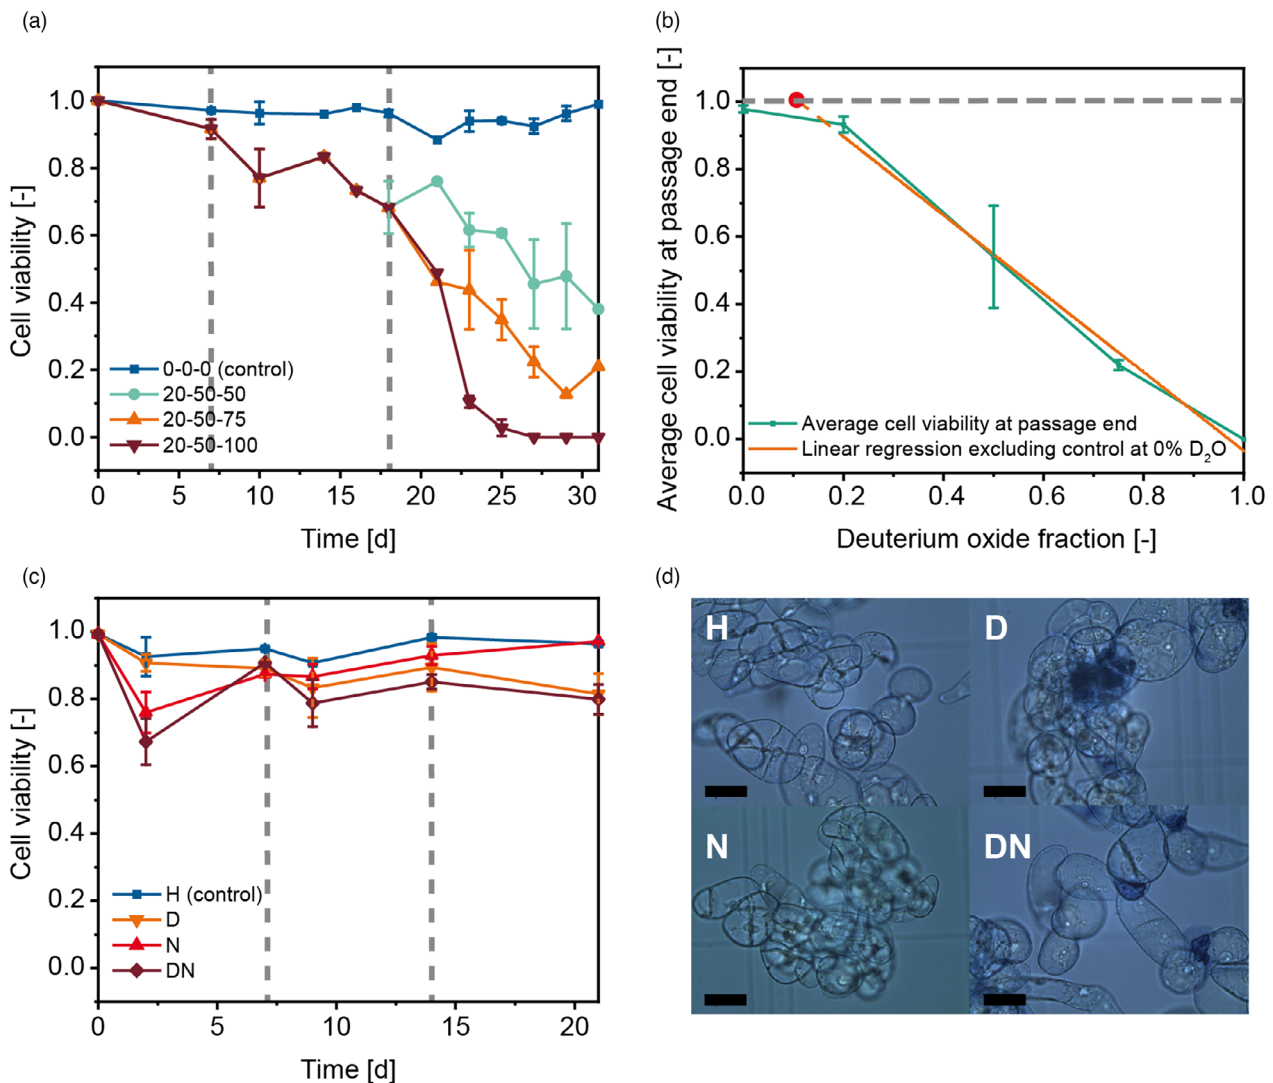 (a)
1.0
0.8
0.6
0.4
0.2
0.0
Cell viability [-]
0-0-0 (control)
20-50-50
20-50-75
20-50-100
0 5 10 15 20 25 30
Time [d]
(b)
1.0
0.8
0.6
0.4
0.2
0.0
Average cell viability at passage end [-]
Average cell viability at passage end
Linear regression excluding control at 0% D₂O
0.0 0.2 0.4 0.6 0.8 1.0
Deuterium oxide fraction [-]
(c)
1.0
0.8
0.6
0.4
0.2
0.0
Cell viability [-]
H (control)
D
N
DN
0 5 10 15 20
Time [d]
(d)
H
D
N
DN